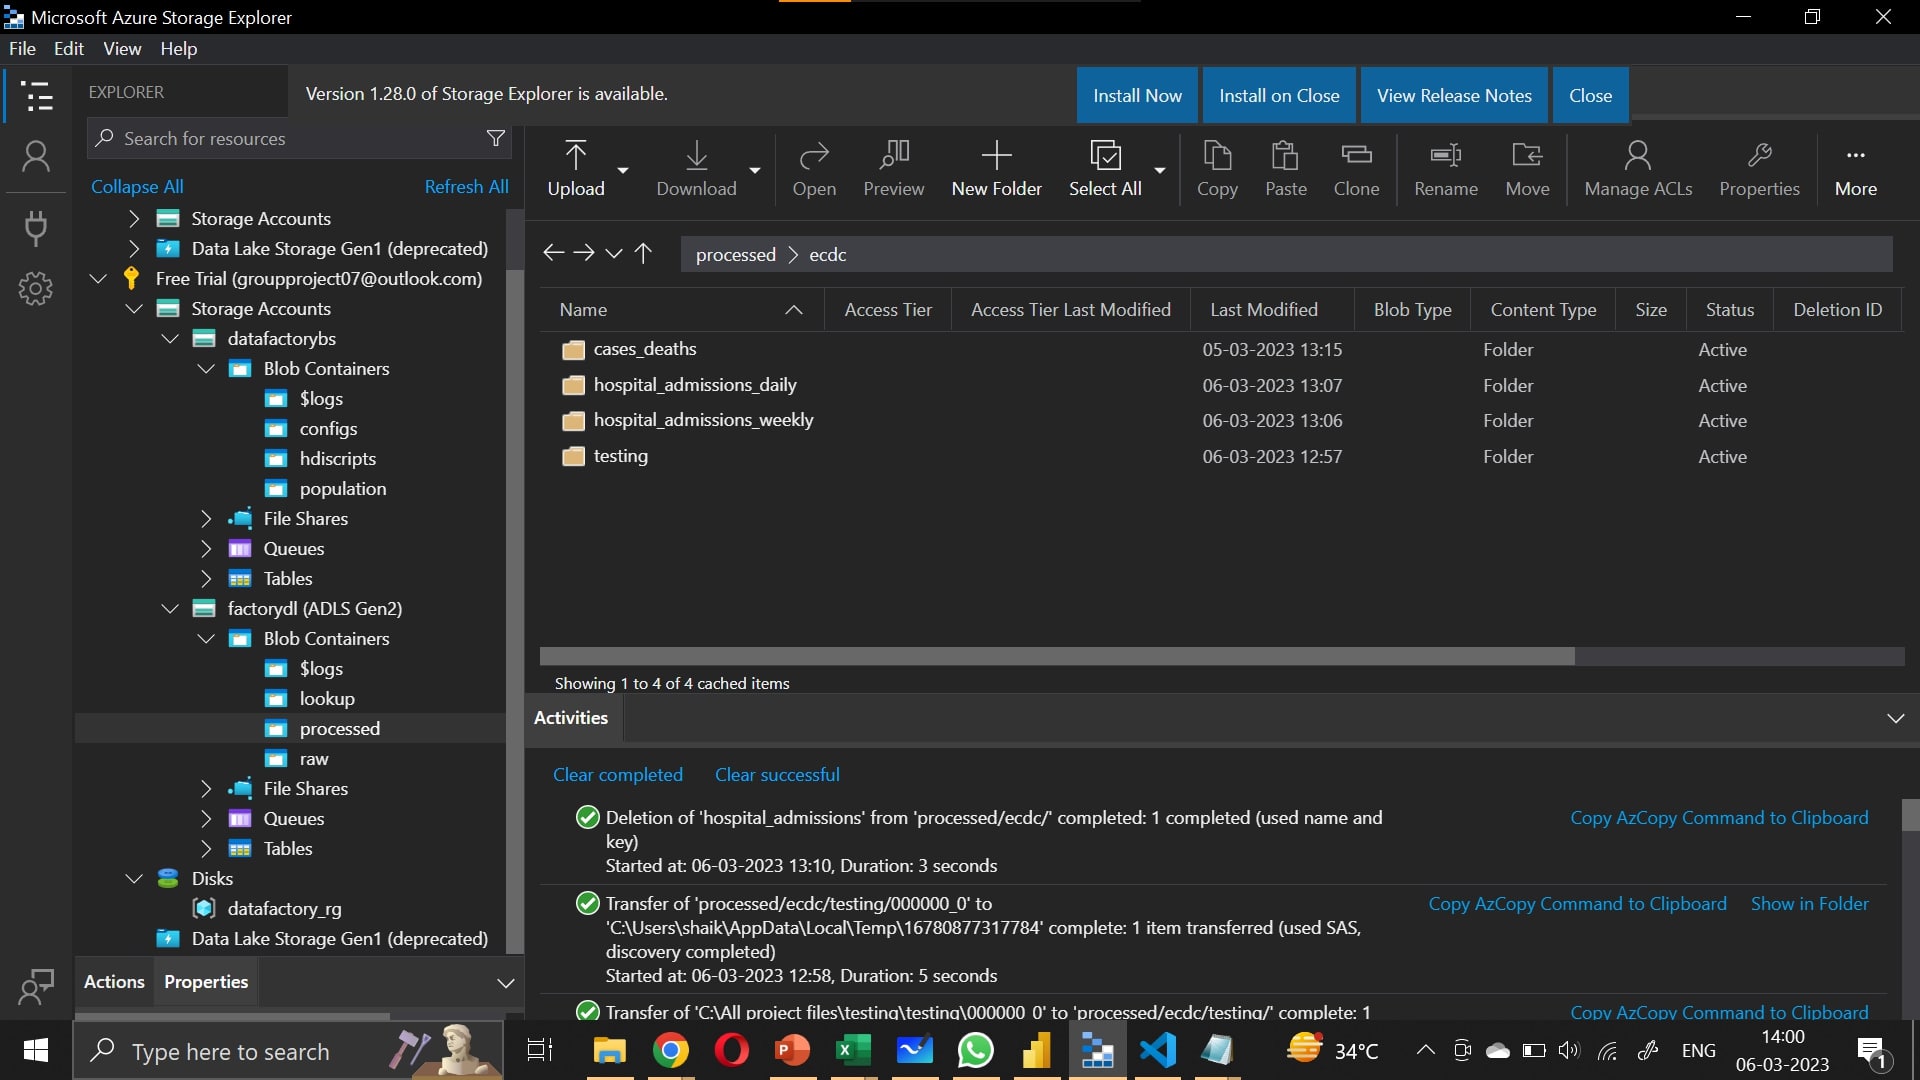 Microsoft Azure Storage Explorer
File Edit View Help
EXPLORER
Version 1.28.0 of Storage Explorer is available.
Install Now
Install on Close
View Release Notes
Close
Search for resources
Collapse All
Refresh All
Storage Accounts
Data Lake Storage Gen1 (deprecated)
Free Trial (groupproject07@outlook.com)
Storage Accounts
datafactorybs
Blob Containers
$logs
configs
hdiscripts
population
File Shares
Queues
Tables
factorydl (ADLS Gen2)
Blob Containers
$logs
lookup
processed
raw
File Shares
Queues
Tables
Disks
datafactory_rg
Data Lake Storage Gen1 (deprecated)
Actions Properties
Upload Download Open Preview New Folder Select All Copy Paste Clone Rename Move Manage ACLs Properties More
processed > ecdc
Name Access Tier Access Tier Last Modified Last Modified Blob Type Content Type Size Status Deletion ID
cases_deaths 05-03-2023 13:15 Folder Active
hospital_admissions_daily 06-03-2023 13:07 Folder Active
hospital_admissions_weekly 06-03-2023 13:06 Folder Active
testing 06-03-2023 12:57 Folder Active
Showing 1 to 4 of 4 cached items
Activities
Clear completed Clear successful
Deletion of 'hospital_admissions' from 'processed/ecdc/' completed: 1 completed (used name and
key)
Started at: 06-03-2023 13:10, Duration: 3 seconds
Copy AzCopy Command to Clipboard
Transfer of 'processed/ecdc/testing/000000_0' to
'C:\Users\shaik\AppData\Local\Temp\16780877317784' complete: 1 item transferred (used SAS,
discovery completed)
Started at: 06-03-2023 12:58, Duration: 5 seconds
Copy AzCopy Command to Clipboard Show in Folder
Transfer of 'C:\All project files\testing\testing\000000_0' to 'processed/ecdc/testing/' complete: 1
Copy AzCopy Command to Clipboard
Type here to search
34°C
ENG
14:00
06-03-2023
1